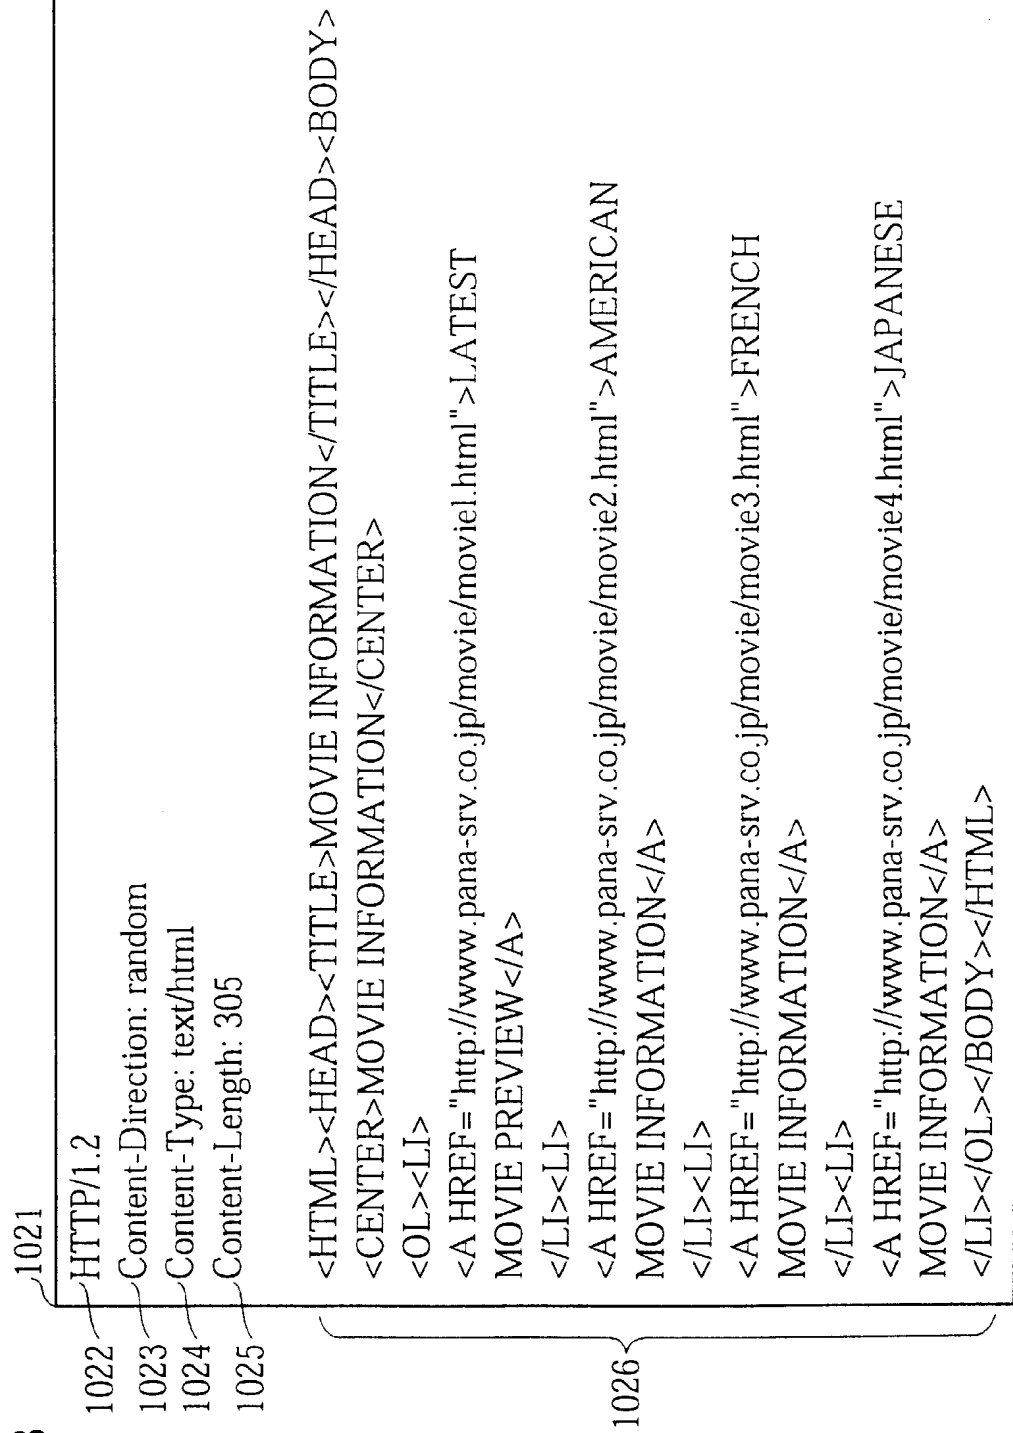 1021
1022 HTTP/1.2
1023 Content-Direction: random
1024 Content-Type: text/html
1025 Content-Length: 305
1026
<HTML><HEAD><TITLE>MOVIE INFORMATION</TITLE></HEAD><BODY>
<CENTER>MOVIE INFORMATION</CENTER>
<OL><LI>
<A HREF="http://www.pana-srv.co.jp/movie/movie1.html">LATEST
MOVIE PREVIEW</A>
</LI><LI>
<A HREF="http://www.pana-srv.co.jp/movie/movie2.html">AMERICAN
MOVIE INFORMATION</A>
</LI><LI>
<A HREF="http://www.pana-srv.co.jp/movie/movie3.html">FRENCH
MOVIE INFORMATION</A>
</LI><LI>
<A HREF="http://www.pana-srv.co.jp/movie/movie4.html">JAPANESE
MOVIE INFORMATION</A>
</LI></OL></BODY></HTML>